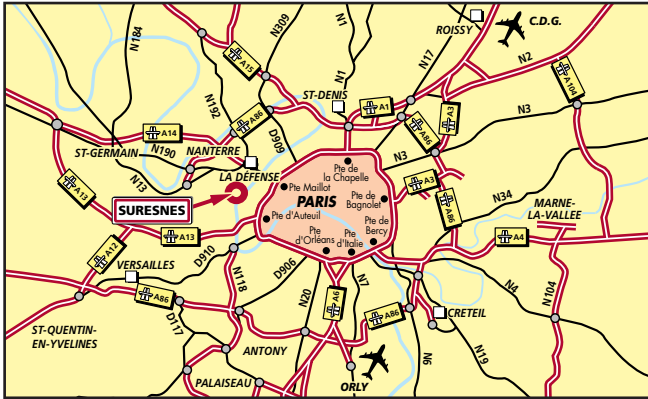 N184
N309
N1
N17
ROISSY
C.D.G.
N2
A15
N192
A86
D909
N1
ST-DENIS
A1
A86
A3
A104
N3
A14
ST-GERMAIN
N190
NANTERRE
N13
LA DÉFENSE
Pte de
la Chapelle
N3
A13
SURESNES
Pte Maillot
PARIS
Pte de
Bagnolet
A3
A86
N34
MARNE-
LA-VALLEE
Pte d'Auteuil
Pte
d'Orléans
Pte
d'Italie
Pte de
Bercy
A13
A12
A4
VERSAILLES
D910
N118
D906
N7
A86
D117
N20
A6
A86
CRETEIL
N4
N104
ST-QUENTIN-
EN-YVELINES
ANTONY
PALAISEAU
ORLY
N6
N19